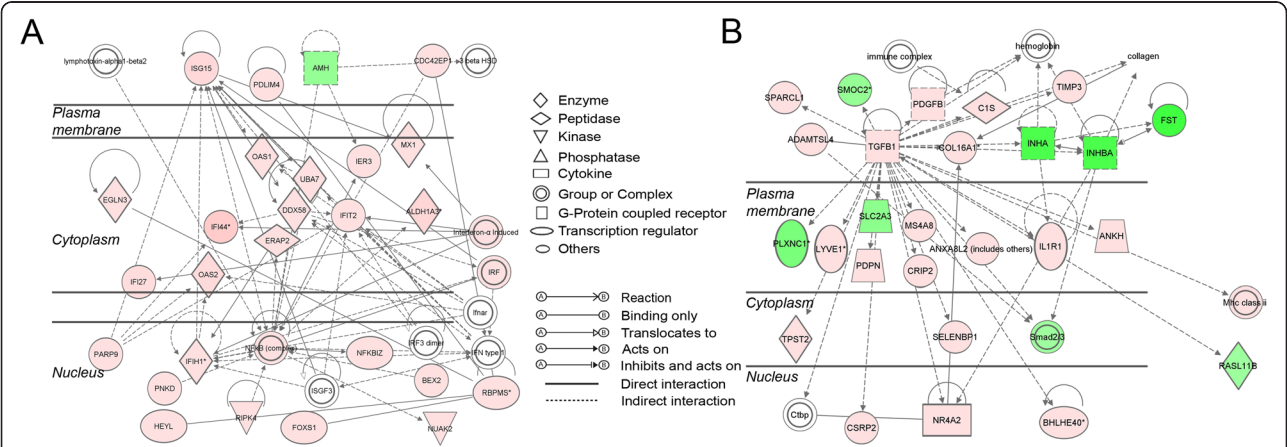 A
lymphotoxin-alpha1-beta2
ISG15
PDLIM4
AMH
CDC42EP1
3 beta HSD
Plasma
membrane
OAS1
UBA7
IER3
MX1
EGLN3
DDX58
IFIT2
ALDH1A3*
IFI44*
Cytoplasm
ERAP2
Interferon-α Induced
IFI27
OAS2
IRF
Ifnar
PARP9
IFIH1*
NFkB (complex)
NFKBIZ
IRF3 dimer
IFN type 1
Nucleus
PNKD
ISGF3
BEX2
RBPMS*
HEYL
RIPK4
FOXS1
NUAK2
Enzyme
Peptidase
Kinase
Phosphatase
Cytokine
Group or Complex
G-Protein coupled receptor
Transcription regulator
Others
A B Reaction
A B Binding only
A B Translocates to
A B Acts on
A B Inhibits and acts on
Direct interaction
Indirect interaction
B
immune complex
hemoglobin
collagen
SPARCL1
SMOC2*
PDGFB
C1S
TIMP3
FST
ADAMTSL4
TGFB1
COL16A1
INHA
INHBA
Plasma
membrane
PLXNC1*
LYVE1*
SLC2A3
MS4A8
ANXA8L2 (includes others)
IL1R1
ANKH
PDPN
CRIP2
Cytoplasm
Mhc class ii
TPST2
SELENBP1
Smad2/3
RASL11B
Nucleus
Ctbp
CSRP2
NR4A2
BHLHE40*